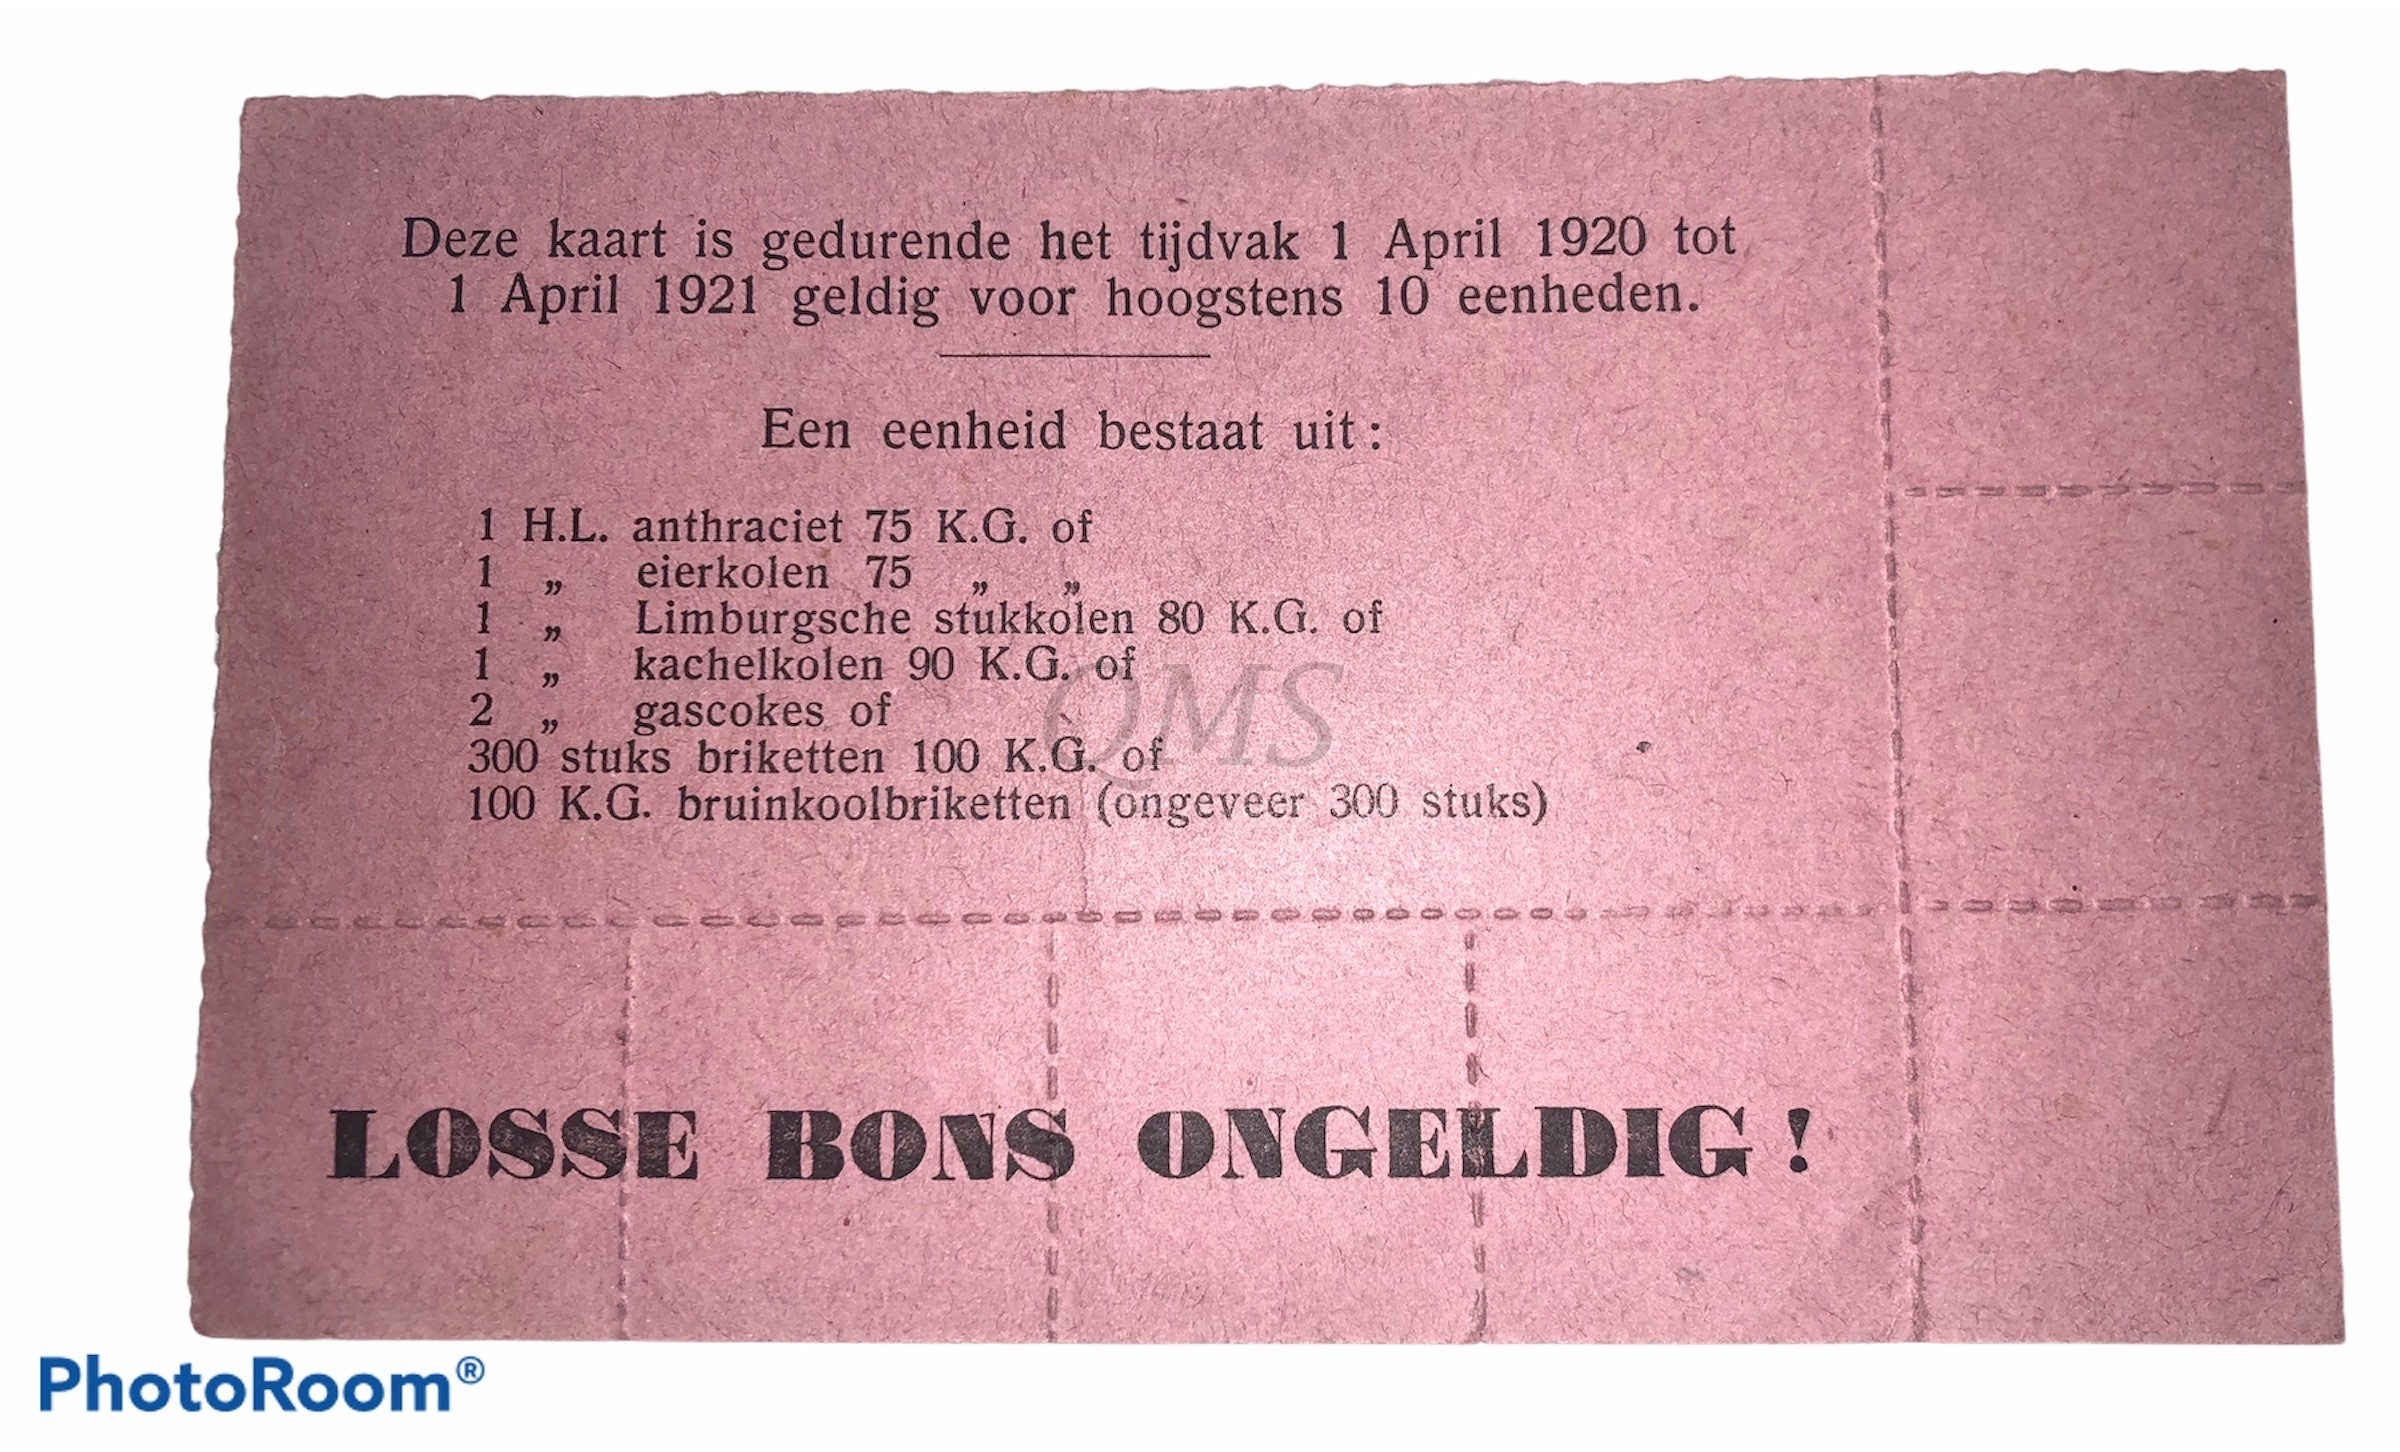 Deze kaart is gedurende het tijdvak 1 April 1920 tot
1 April 1921 geldig voor hoogstens 10 eenheden.
Een eenheid bestaat uit :
1 H.L. anthraciet 75 K.G. of
1 „ eierkolen 75 „ „
1 „ Limburgsche stukkolen 80 K.G. of
1 „ kachelkolen 90 K.G. of
2 „ gascokes of
300 stuks briketten 100 K.G. of
100 K.G. bruinkoolbriketten (ongeveer 300 stuks)
QMS
LOSSE BONS ONGELDIG !
PhotoRoom®